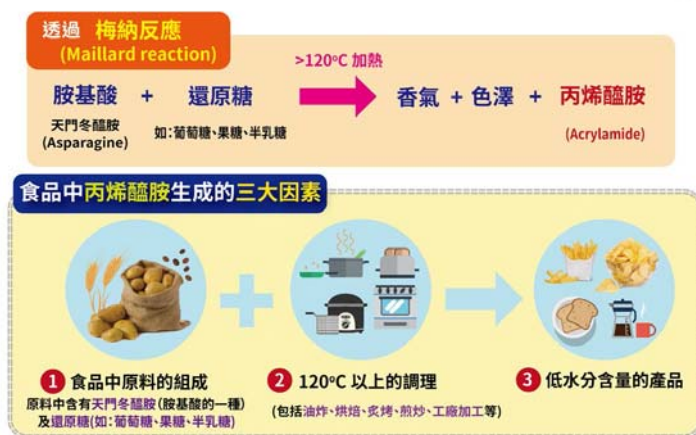 透過 梅納反應
(Maillard reaction)
>120°C 加熱
胺基酸 + 還原糖 香氣 + 色澤 + 丙烯醯胺
天門冬醯胺
(Asparagine)
如:葡萄糖、果糖、半乳糖
(Acrylamide)
食品中丙烯醯胺生成的三大因素
1 食品中原料的組成
原料中含有天門冬醯胺(胺基酸的一種)
及還原糖(如:葡萄糖、果糖、半乳糖)
2 120°C 以上的調理
(包括油炸、烘焙、炙烤、煎炒、工廠加工等)
3 低水分含量的產品